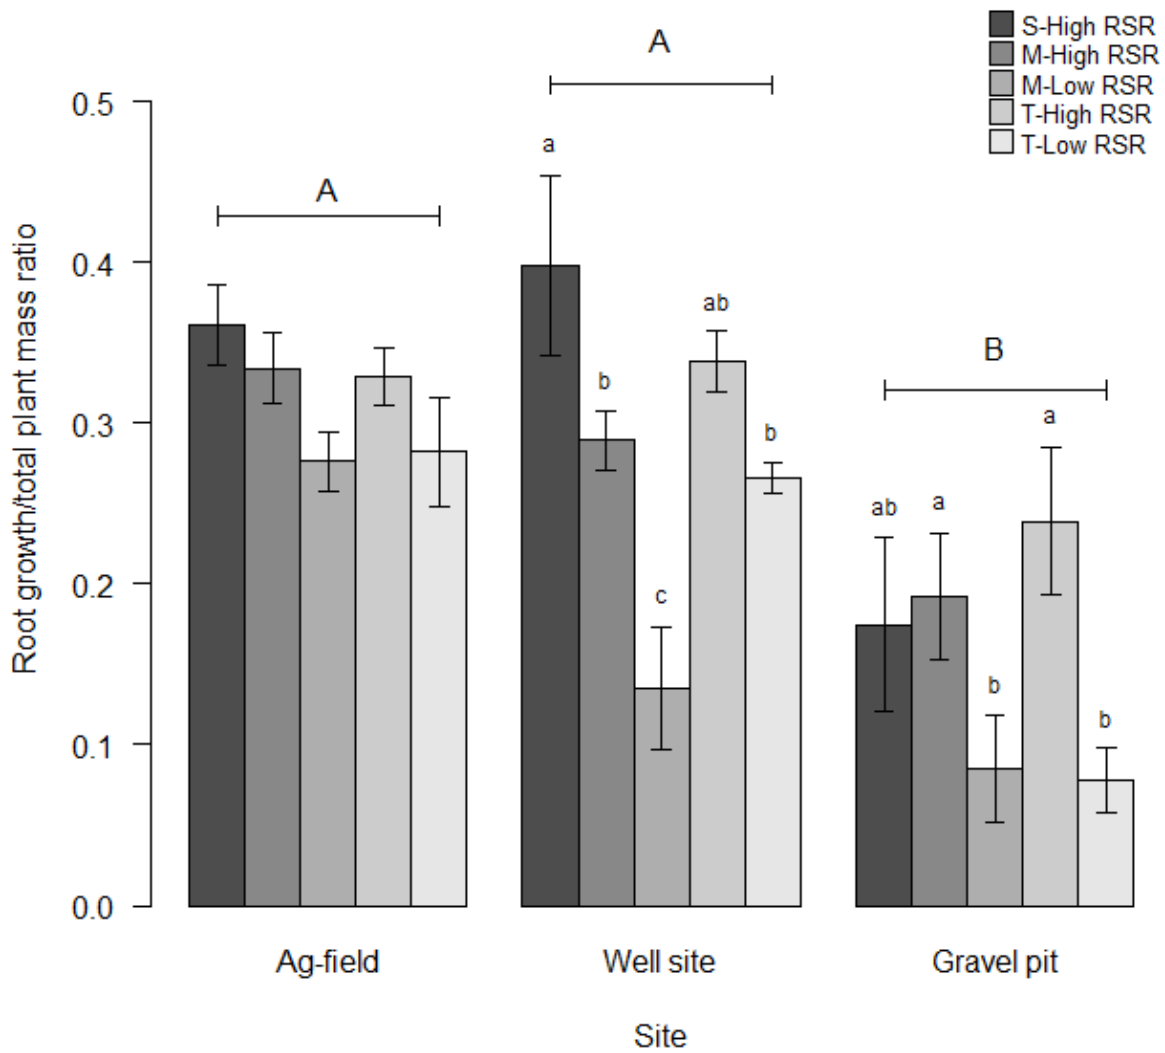 S-High RSR
M-High RSR
M-Low RSR
T-High RSR
T-Low RSR
Root growth/total plant mass ratio
0.5
0.4
0.3
0.2
0.1
0.0
A
A
a
b
c
ab
b
B
ab
a
b
a
b
Ag-field
Well site
Gravel pit
Site